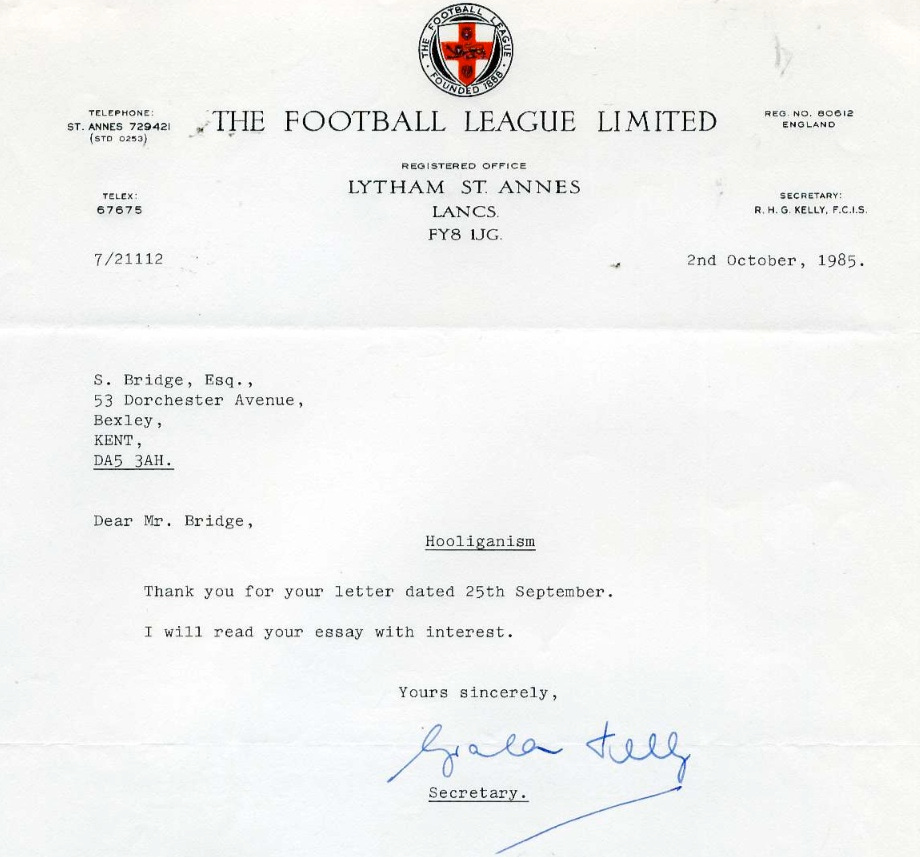 THE FOOTBALL LEAGUE
FOUNDED 1888
TELEPHONE:
ST. ANNES 729421
(STD 0253)
THE FOOTBALL LEAGUE LIMITED
REG. NO. 80612
ENGLAND
REGISTERED OFFICE
LYTHAM ST. ANNES
LANCS.
FY8 1JG.
TELEX:
67675
SECRETARY:
R. H. G. KELLY, F.C.I.S.
7/21112
2nd October, 1985.
S. Bridge, Esq.,
53 Dorchester Avenue,
Bexley,
KENT,
DA5 3AH.
Dear Mr. Bridge,
Hooliganism
Thank you for your letter dated 25th September.
I will read your essay with interest.
Yours sincerely,
Graham Kelly
Secretary.